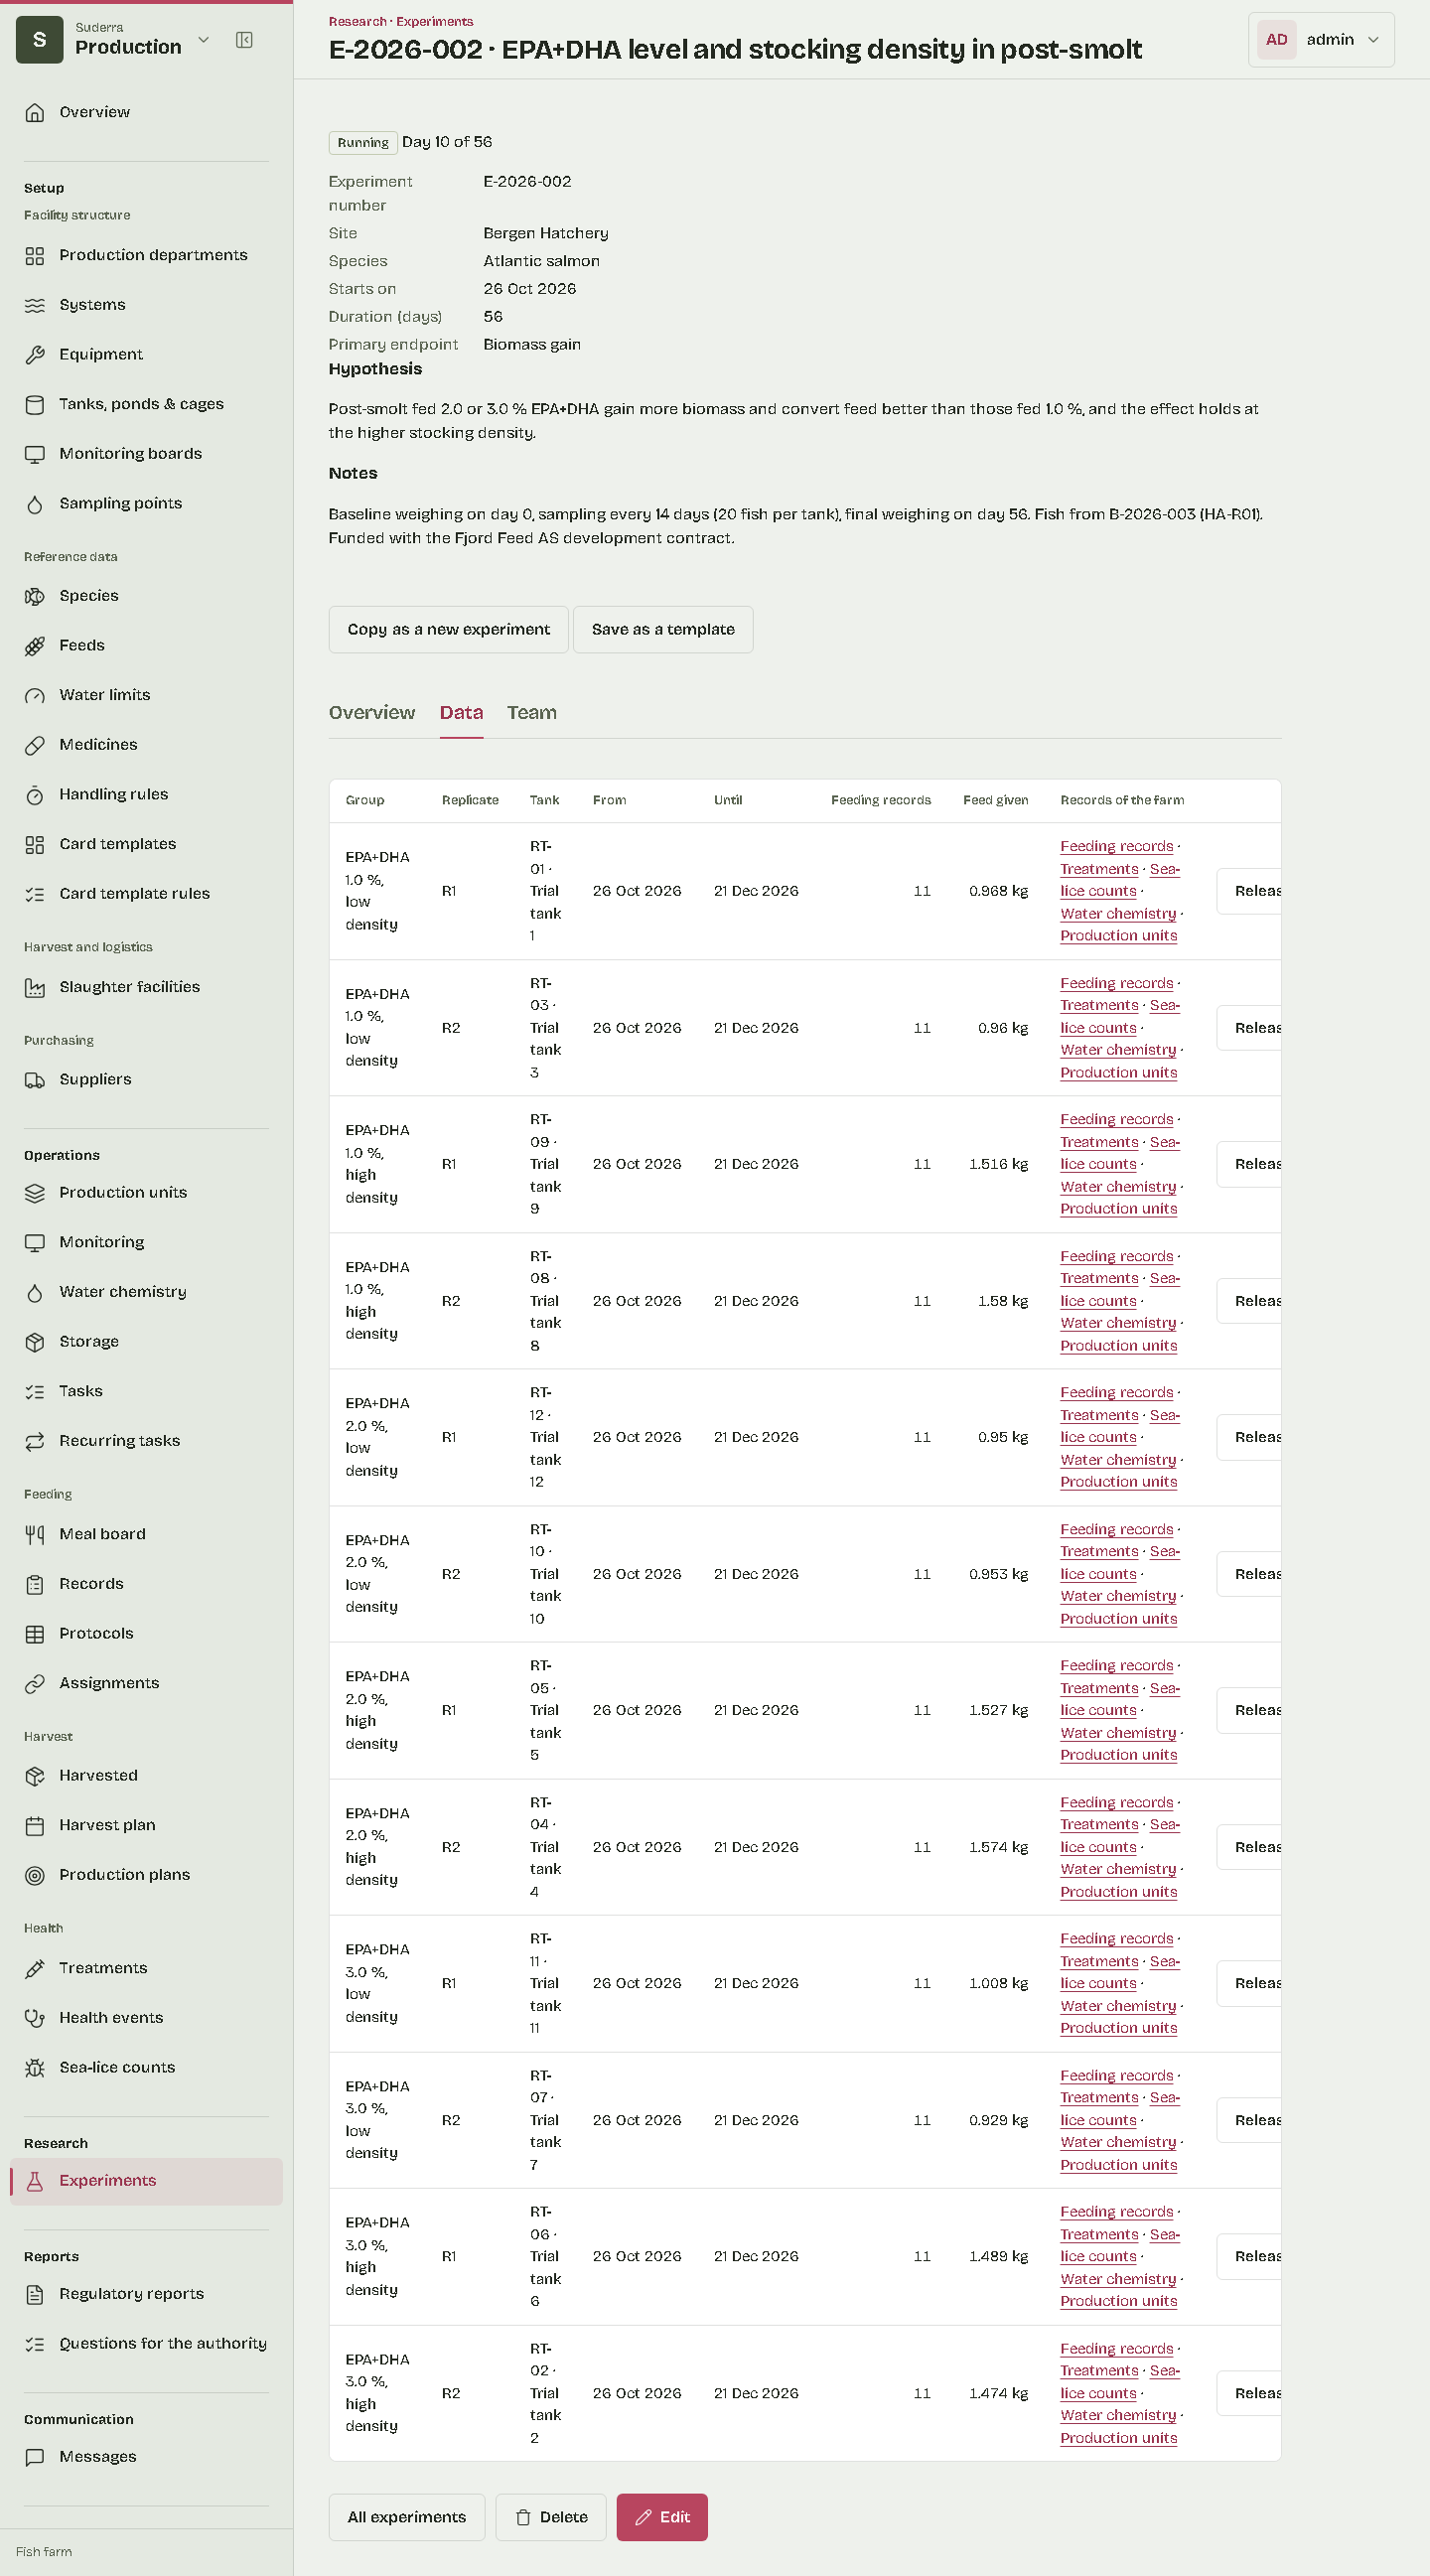 S
Suderra
Production
Overview
Setup
Facility structure
Production departments
Systems
Equipment
Tanks, ponds & cages
Monitoring boards
Sampling points
Reference data
Species
Feeds
Water limits
Medicines
Handling rules
Card templates
Card template rules
Harvest and logistics
Slaughter facilities
Purchasing
Suppliers
Operations
Production units
Monitoring
Water chemistry
Storage
Tasks
Recurring tasks
Feeding
Meal board
Records
Protocols
Assignments
Harvest
Harvested
Harvest plan
Production plans
Health
Treatments
Health events
Sea-lice counts
Research
Experiments
Reports
Regulatory reports
Questions for the authority
Communication
Messages
Fish farm
Research · Experiments
E-2026-002 · EPA+DHA level and stocking density in post-smolt
AD admin
Running Day 10 of 56
Experiment
number
E-2026-002
Site Bergen Hatchery
Species Atlantic salmon
Starts on 26 Oct 2026
Duration (days) 56
Primary endpoint Biomass gain
Hypothesis
Post-smolt fed 2.0 or 3.0 % EPA+DHA gain more biomass and convert feed better than those fed 1.0 %, and the effect holds at
the higher stocking density.
Notes
Baseline weighing on day 0, sampling every 14 days (20 fish per tank), final weighing on day 56. Fish from B-2026-003 (HA-R01).
Funded with the Fjord Feed AS development contract.
Copy as a new experiment Save as a template
Overview Data Team
Group Replicate Tank From Until Feeding records Feed given Records of the farm
EPA+DHA
1.0 %,
low
density
R1
RT-
01 ·
Trial
tank
1
26 Oct 2026 21 Dec 2026 11 0.968 kg
Feeding records ·
Treatments · Sea-
lice counts ·
Water chemistry ·
Production units
Releas
EPA+DHA
1.0 %,
low
density
R2
RT-
03 ·
Trial
tank
3
26 Oct 2026 21 Dec 2026 11 0.96 kg
Feeding records ·
Treatments · Sea-
lice counts ·
Water chemistry ·
Production units
Releas
EPA+DHA
1.0 %,
high
density
R1
RT-
09 ·
Trial
tank
9
26 Oct 2026 21 Dec 2026 11 1.516 kg
Feeding records ·
Treatments · Sea-
lice counts ·
Water chemistry ·
Production units
Releas
EPA+DHA
1.0 %,
high
density
R2
RT-
08 ·
Trial
tank
8
26 Oct 2026 21 Dec 2026 11 1.58 kg
Feeding records ·
Treatments · Sea-
lice counts ·
Water chemistry ·
Production units
Releas
EPA+DHA
2.0 %,
low
density
R1
RT-
12 ·
Trial
tank
12
26 Oct 2026 21 Dec 2026 11 0.95 kg
Feeding records ·
Treatments · Sea-
lice counts ·
Water chemistry ·
Production units
Releas
EPA+DHA
2.0 %,
low
density
R2
RT-
10 ·
Trial
tank
10
26 Oct 2026 21 Dec 2026 11 0.953 kg
Feeding records ·
Treatments · Sea-
lice counts ·
Water chemistry ·
Production units
Releas
EPA+DHA
2.0 %,
high
density
R1
RT-
05 ·
Trial
tank
5
26 Oct 2026 21 Dec 2026 11 1.527 kg
Feeding records ·
Treatments · Sea-
lice counts ·
Water chemistry ·
Production units
Releas
EPA+DHA
2.0 %,
high
density
R2
RT-
04 ·
Trial
tank
4
26 Oct 2026 21 Dec 2026 11 1.574 kg
Feeding records ·
Treatments · Sea-
lice counts ·
Water chemistry ·
Production units
Releas
EPA+DHA
3.0 %,
low
density
R1
RT-
11 ·
Trial
tank
11
26 Oct 2026 21 Dec 2026 11 1.008 kg
Feeding records ·
Treatments · Sea-
lice counts ·
Water chemistry ·
Production units
Releas
EPA+DHA
3.0 %,
low
density
R2
RT-
07 ·
Trial
tank
7
26 Oct 2026 21 Dec 2026 11 0.929 kg
Feeding records ·
Treatments · Sea-
lice counts ·
Water chemistry ·
Production units
Releas
EPA+DHA
3.0 %,
high
density
R1
RT-
06 ·
Trial
tank
6
26 Oct 2026 21 Dec 2026 11 1.489 kg
Feeding records ·
Treatments · Sea-
lice counts ·
Water chemistry ·
Production units
Releas
EPA+DHA
3.0 %,
high
density
R2
RT-
02 ·
Trial
tank
2
26 Oct 2026 21 Dec 2026 11 1.474 kg
Feeding records ·
Treatments · Sea-
lice counts ·
Water chemistry ·
Production units
Releas
All experiments Delete Edit